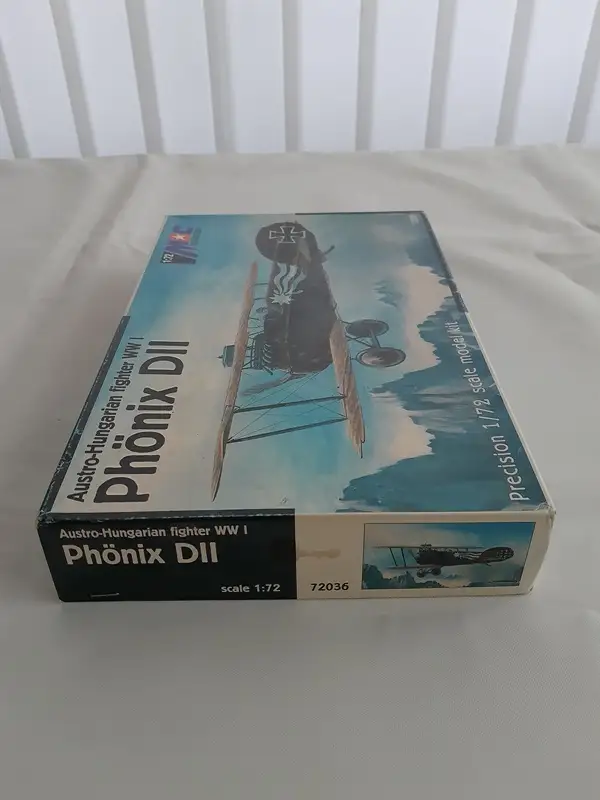 1:72
Austro-Hungarian fighter WW I
Phönix DII
Precision 1/72 scale model kit
Austro-Hungarian fighter WW I
Phönix DII
scale 1:72
72036